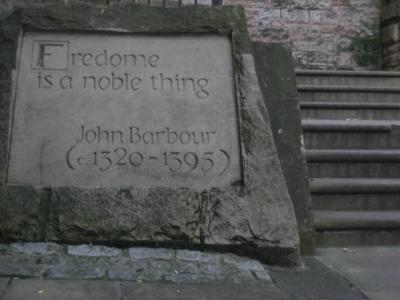 Fredome
is a noble thing
John Barbour
(c.1320-1395)